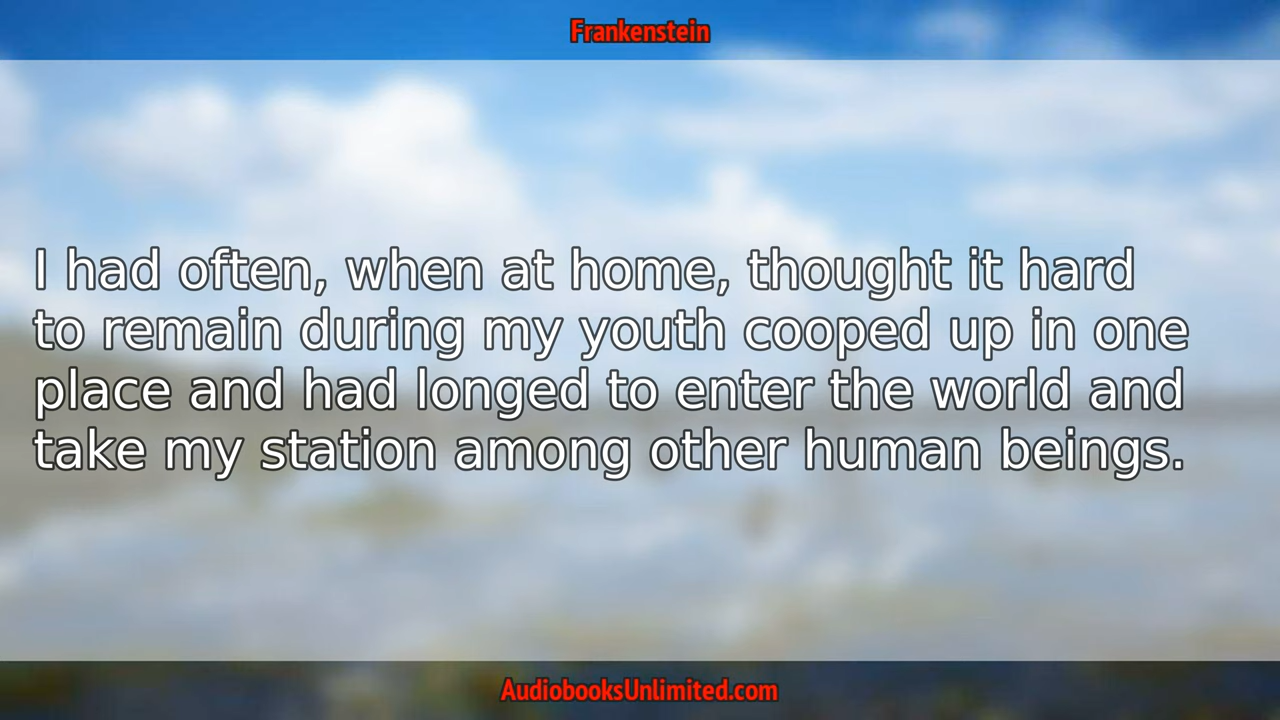 Frankenstein
I had often, when at home, thought it hard
to remain during my youth cooped up in one
place and had longed to enter the world and
take my station among other human beings.
AudiobooksUnlimited.com